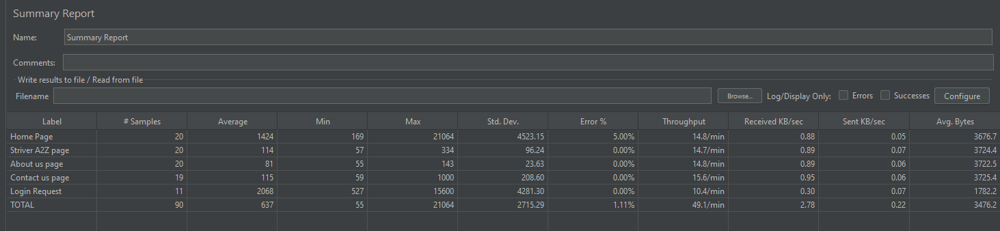 Summary Report
Name: Summary Report
Comments:
Write results to file / Read from file
Filename Browse... Log/Display Only: Errors Successes Configure
Label # Samples Average Min Max Std. Dev. Error % Throughput Received KB/sec Sent KB/sec Avg. Bytes
Home Page 20 1424 169 21064 4523.15 5.00% 14.8/min 0.88 0.05 3676.7
Striver A2Z page 20 114 57 334 96.24 0.00% 14.7/min 0.89 0.07 3724.4
About us page 20 81 55 143 23.63 0.00% 14.8/min 0.89 0.06 3722.5
Contact us page 19 115 59 1000 208.60 0.00% 15.6/min 0.95 0.06 3725.4
Login Request 11 2068 527 15600 4281.30 0.00% 10.4/min 0.30 0.07 1782.2
TOTAL 90 637 55 21064 2715.29 1.11% 49.1/min 2.78 0.22 3476.2